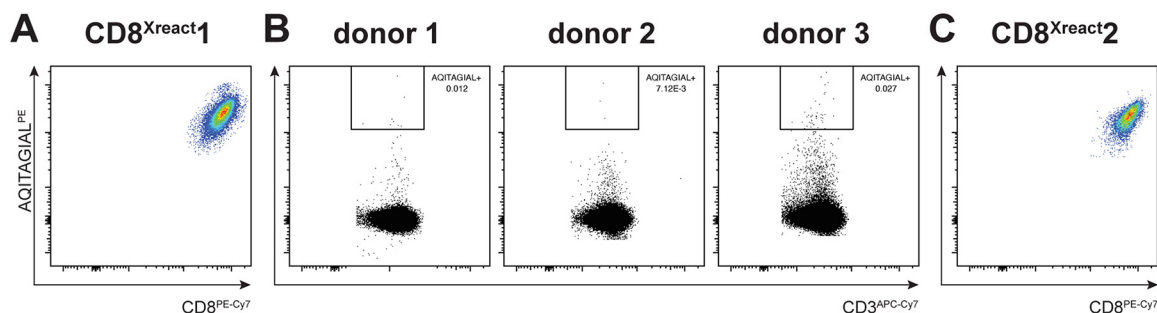 A CD8Xreact1 B donor 1 donor 2 donor 3 C CD8Xreact2
AQITAGIAL+ AQITAGIAL+ AQITAGIAL+
0.012 7.12E-3 0.027
AQITAGIALPE
CD8PE-Cy7 CD3APC-Cy7 CD8PE-Cy7